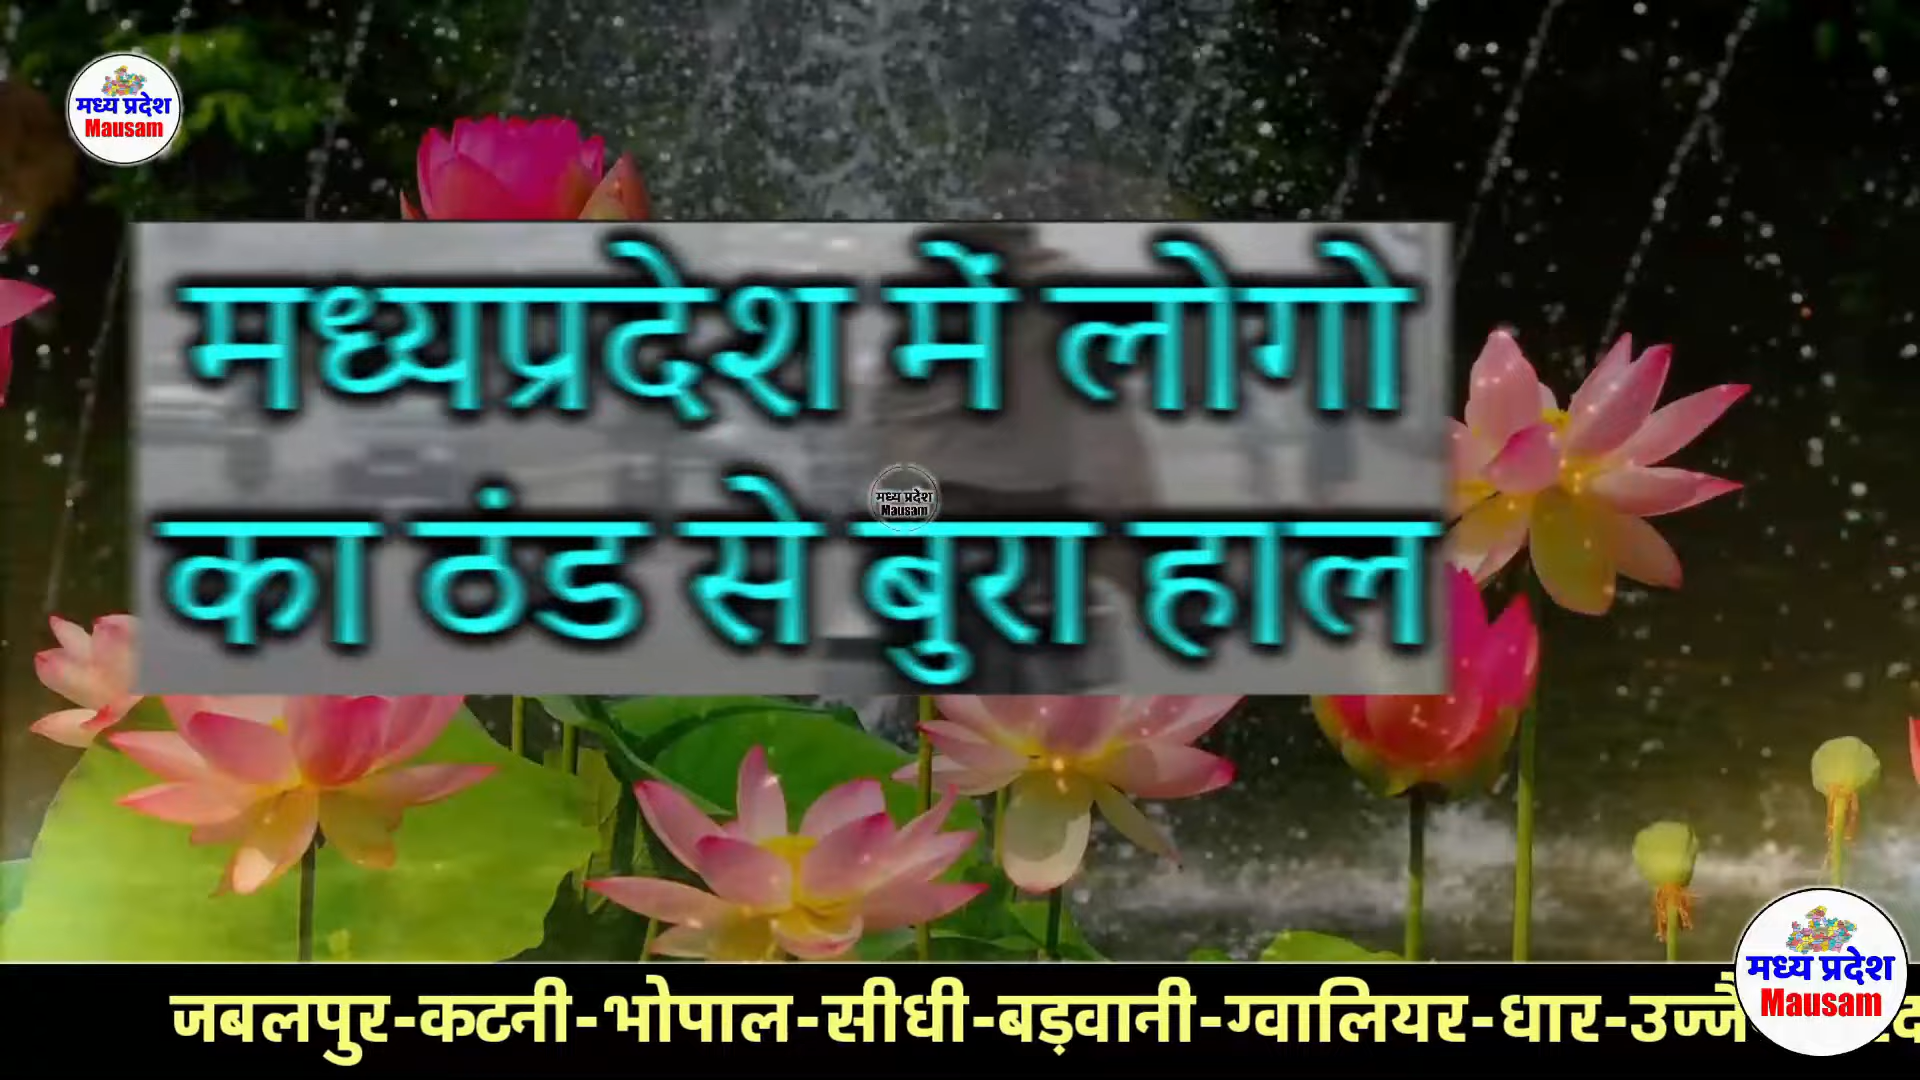 मध्य प्रदेश
Mausam
मध्यप्रदेश में लोगो
का ठंड से बुरा हाल
मध्य प्रदेश
Mausam
जबलपुर-कटनी-भोपाल-सीधी-बड़वानी-ग्वालियर-धार-
मध्य प्रदेश
Mausam